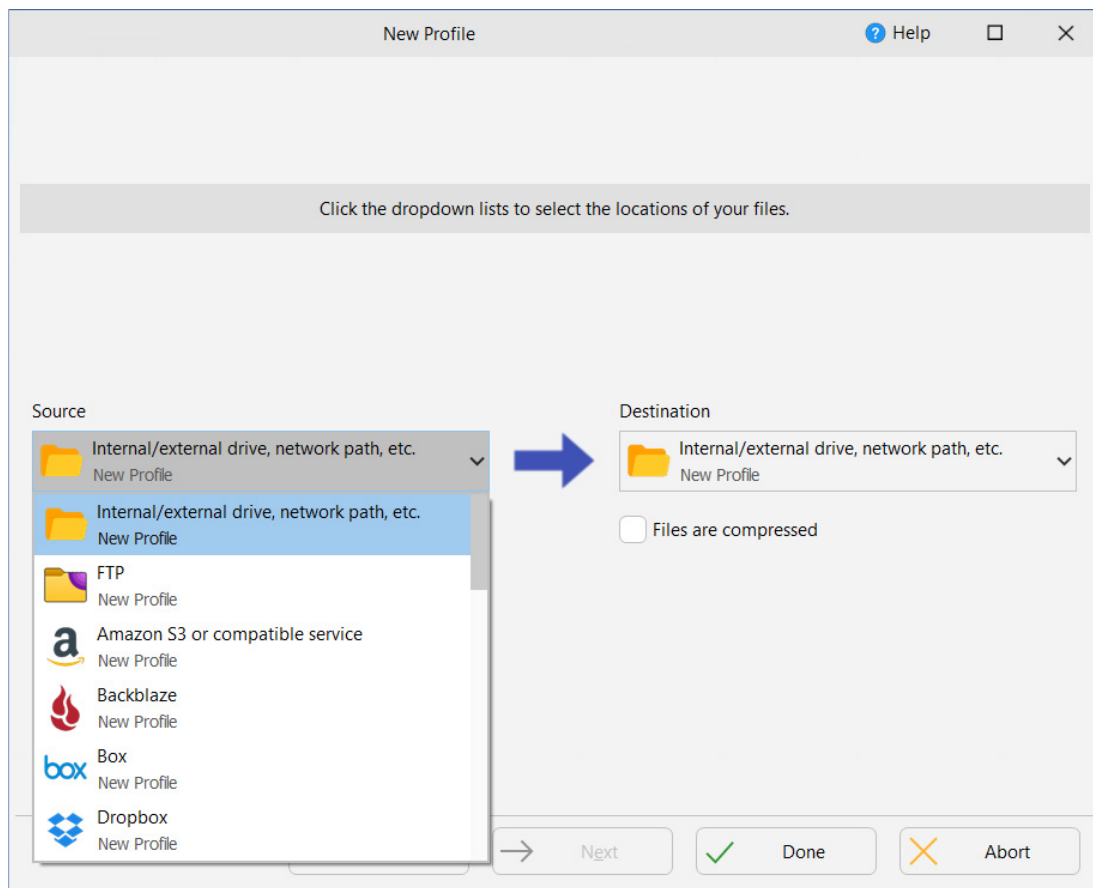 New Profile
Help
Click the dropdown lists to select the locations of your files.
Source
Destination
Internal/external drive, network path, etc.
New Profile
Internal/external drive, network path, etc.
New Profile
Internal/external drive, network path, etc.
New Profile
Files are compressed
FTP
New Profile
a
Amazon S3 or compatible service
New Profile
Backblaze
New Profile
box
Box
New Profile
Dropbox
New Profile
Next
Done
Abort